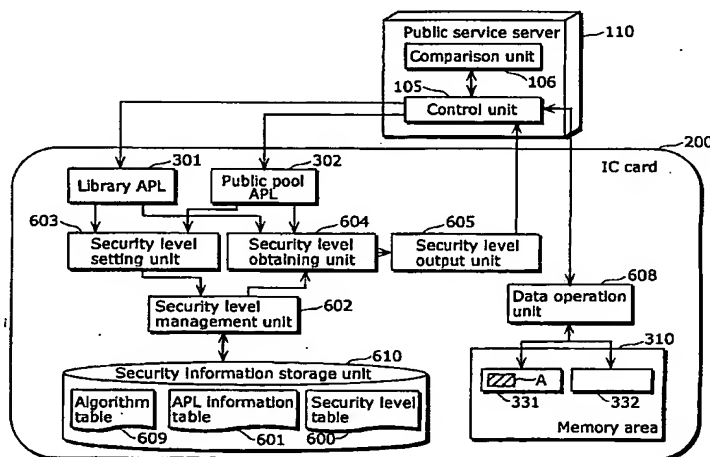 Public service server
110
Comparison unit
105
106
Control unit
200
301
302
IC card
Library APL
Public pool
APL
603
604
605
Security level
setting unit
Security level
obtaining unit
Security level
output unit
608
Security level
management unit
602
Data operation
unit
610
310
Security Information storage unit
A
Algorithm
table
APL information
table
Security level
table
331
332
609
601
600
Memory area